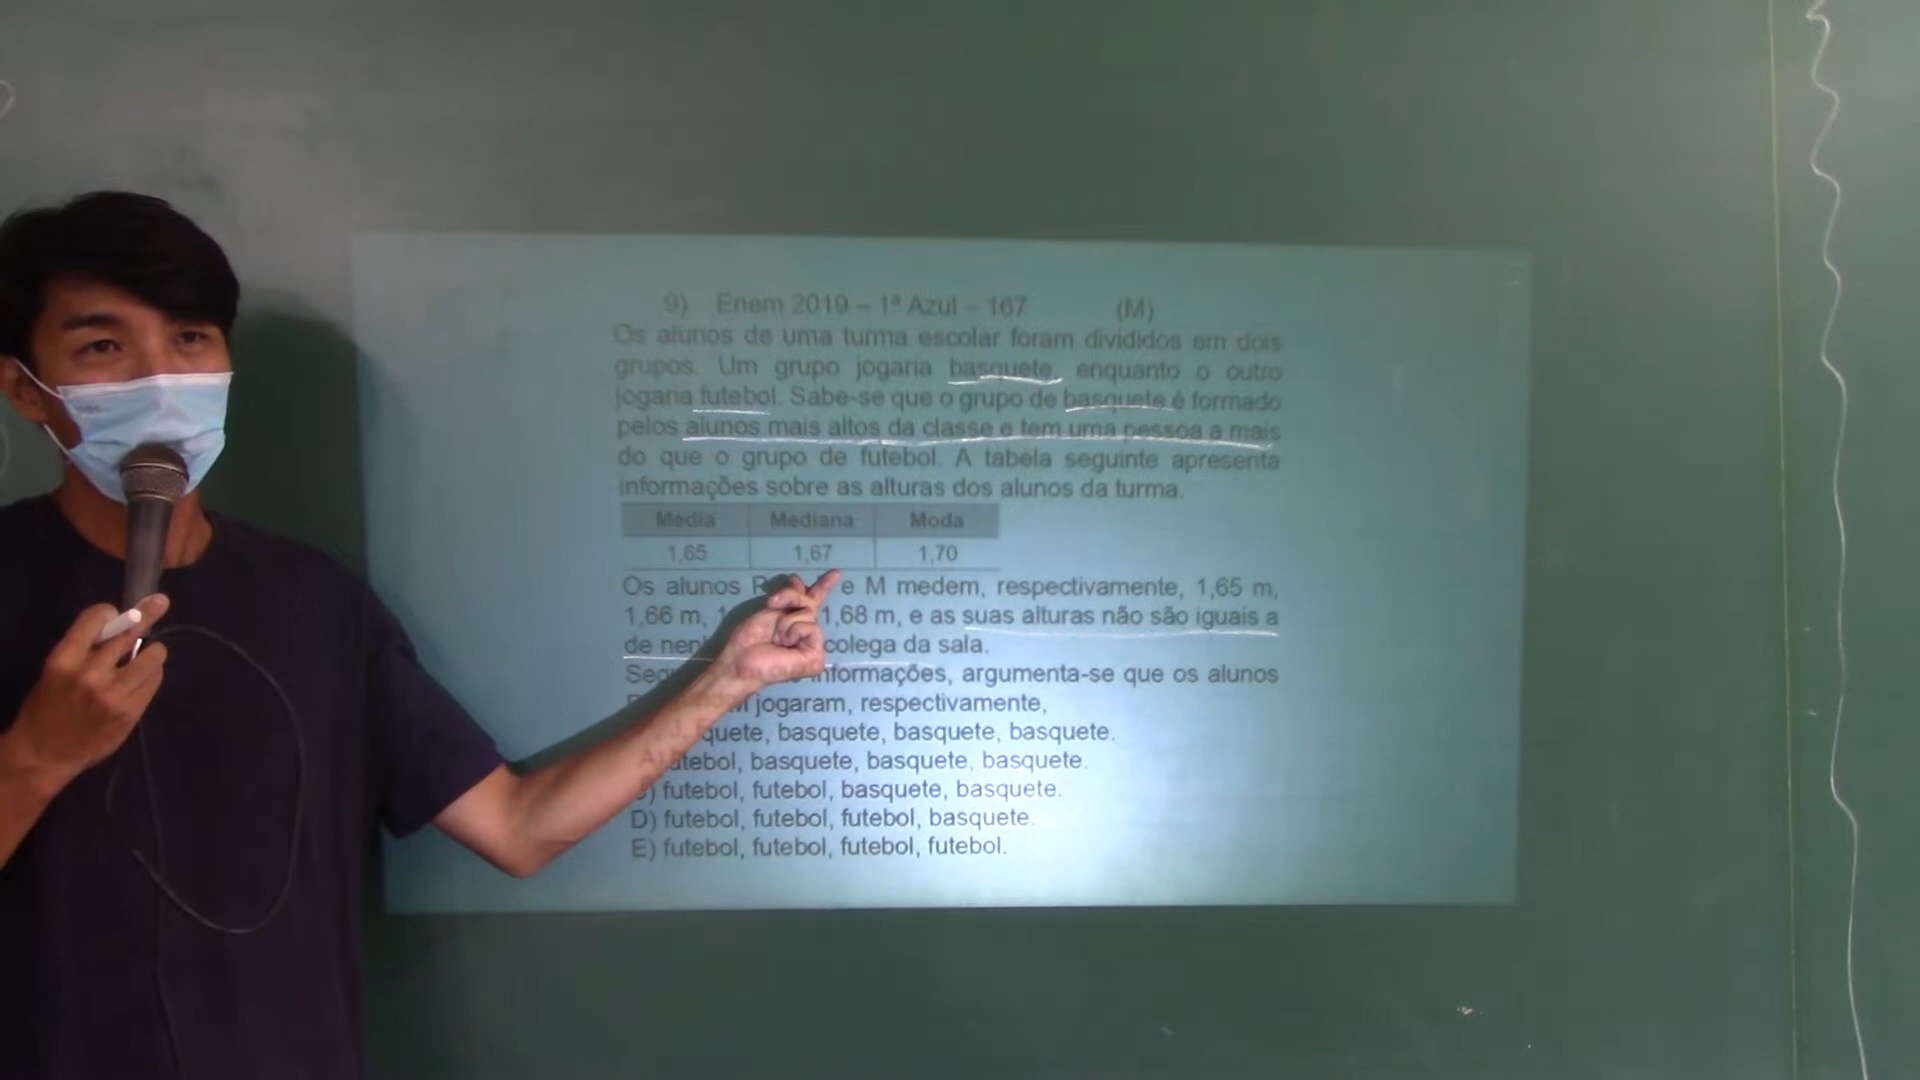 9) Enem 2019 – 1ª Azul – 167 (M)
Os alunos de uma turma escolar foram divididos em dois
grupos. Um grupo jogaria basquete, enquanto o outro
jogaria futebol. Sabe-se que o grupo de basquete é formado
pelos alunos mais altos da classe e tem uma pessoa a mais
do que o grupo de futebol. A tabela seguinte apresenta
informações sobre as alturas dos alunos da turma.
Média Mediana Moda
1,65 1,67 1,70
Os alunos e M medem, respectivamente, 1,65 m,
1,66 m, 1,68 m, e as suas alturas não são iguais a
de colega da sala.
informações, argumenta-se que os alunos
jogaram, respectivamente,
basquete, basquete, basquete.
basquete, basquete, basquete.
futebol, futebol, basquete, basquete.
D) futebol, futebol, futebol, basquete.
E) futebol, futebol, futebol, futebol.